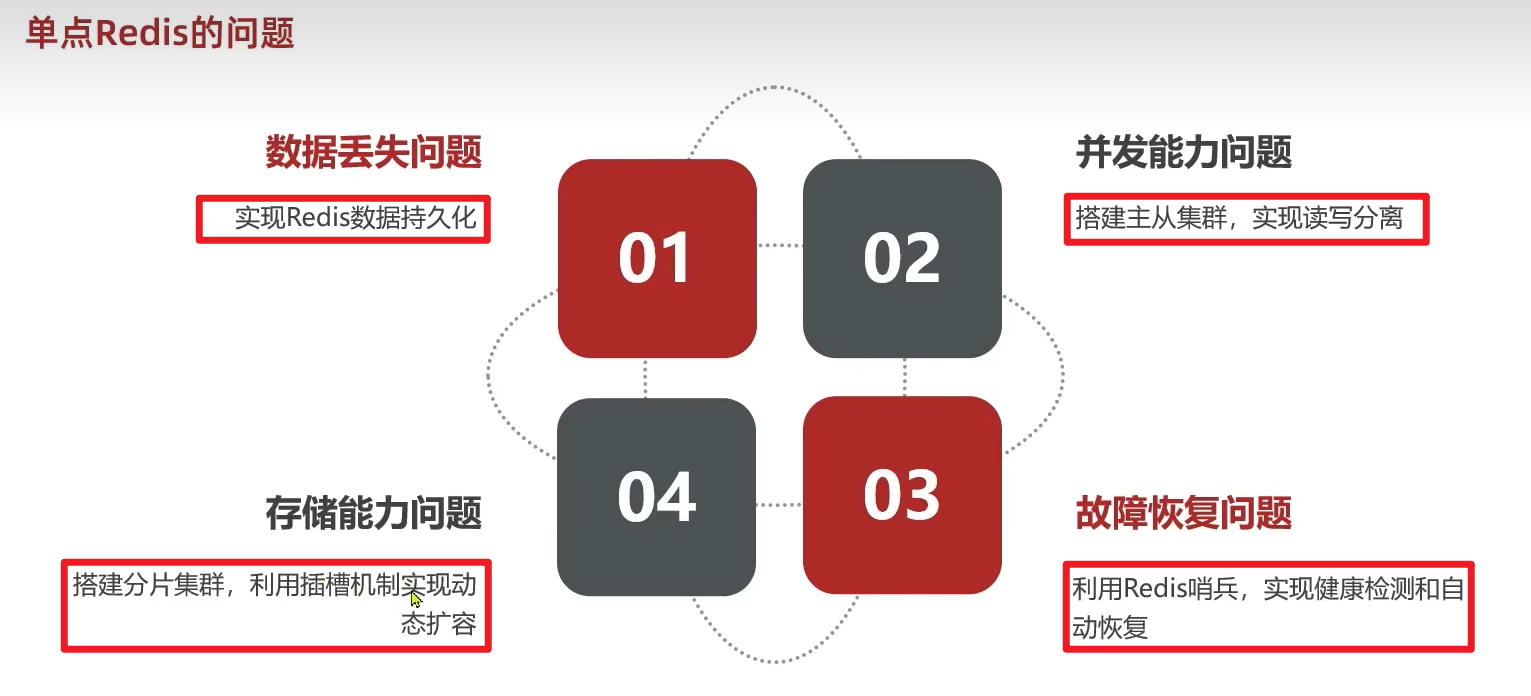 单点Redis的问题
数据丢失问题
实现Redis数据持久化
01
02
并发能力问题
搭建主从集群，实现读写分离
存储能力问题
搭建分片集群，利用插槽机制实现动
态扩容
04
03
故障恢复问题
利用Redis哨兵，实现健康检测和自
动恢复